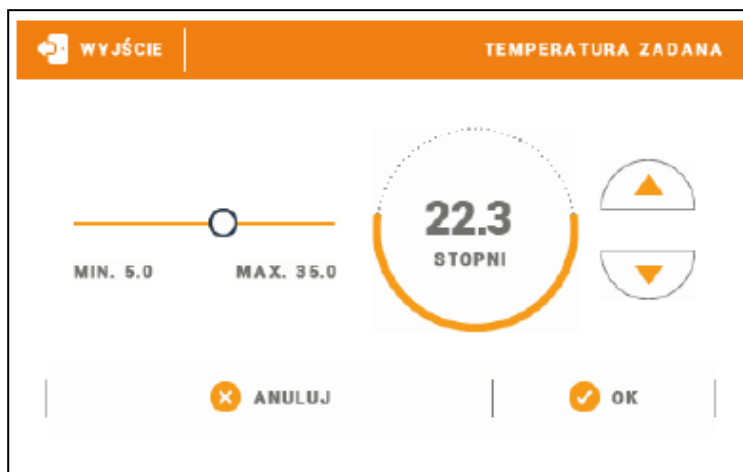 WYJŚCIE
TEMPERATURA ZADANA
22.3
STOPNI
MIN. 5.0
MAX. 35.0
ANULUJ
OK